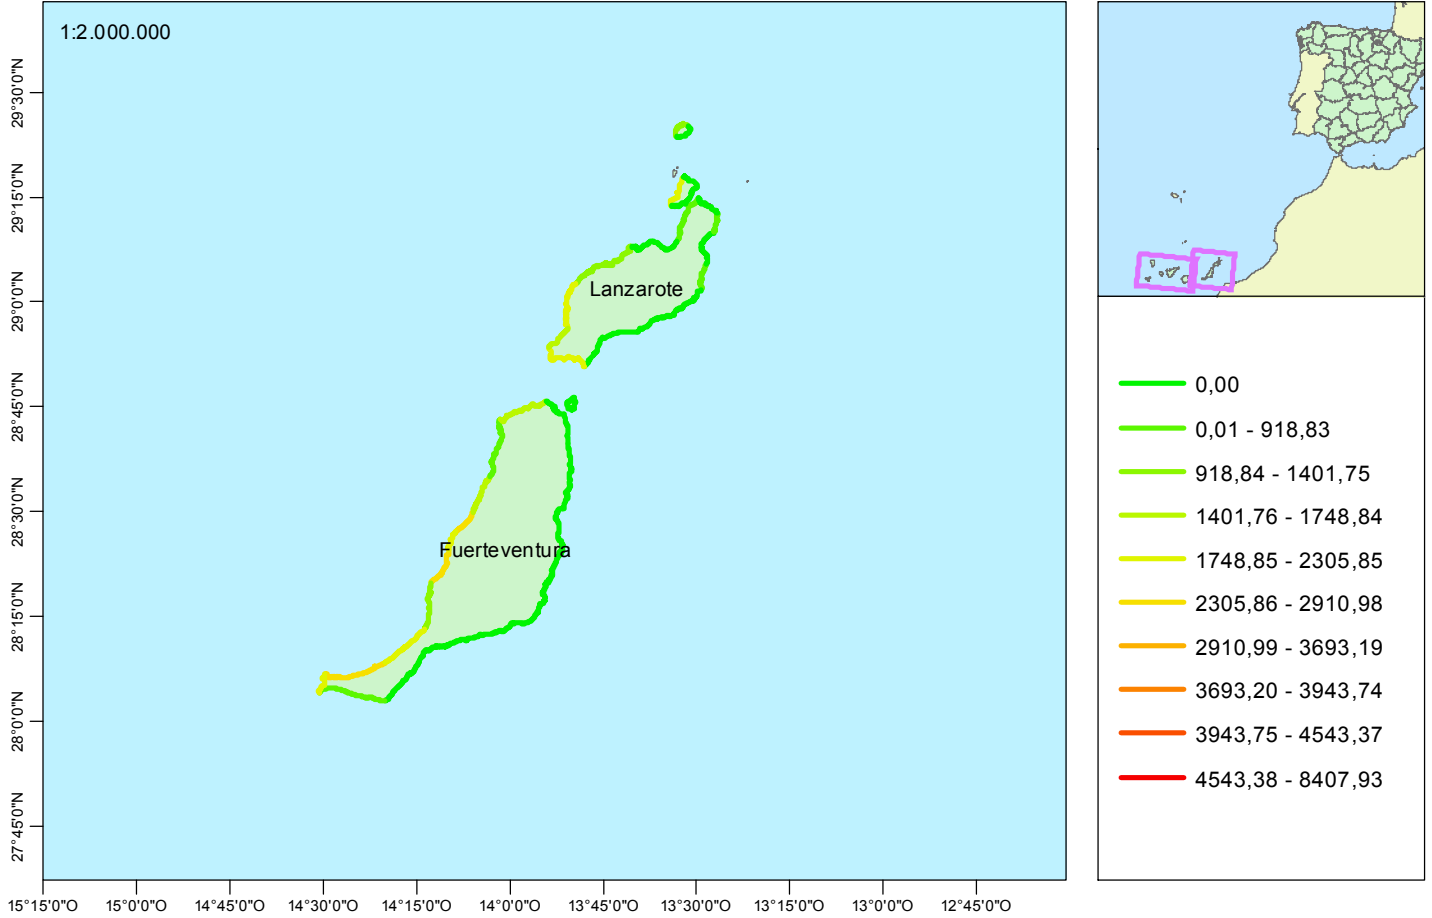 1:2.000.000
29°30'0"N
29°15'0"N
29°0'0"N
28°45'0"N
28°30'0"N
28°15'0"N
28°0'0"N
27°45'0"N
Lanzarote
Fuerteventura
15°15'0"O
15°0'0"O
14°45'0"O
14°30'0"O
14°15'0"O
14°0'0"O
13°45'0"O
13°30'0"O
13°15'0"O
13°0'0"O
12°45'0"O
0,00
0,01 - 918,83
918,84 - 1401,75
1401,76 - 1748,84
1748,85 - 2305,85
2305,86 - 2910,98
2910,99 - 3693,19
3693,20 - 3943,74
3943,75 - 4543,37
4543,38 - 8407,93